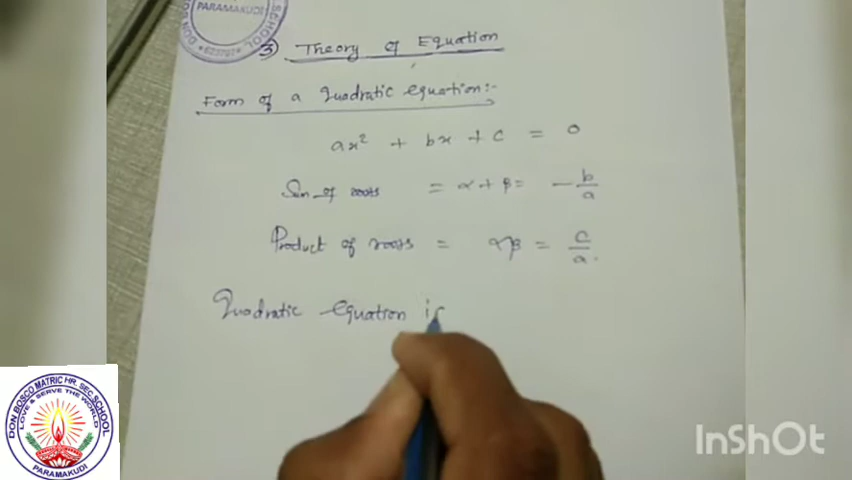 PARAMAKUDI
SCHOOL
3) Theory of Equation
Form of a Quadratic equation:-
ax² + bx + c = 0
Sum of roots = α + β = - b/a
Product of roots = αβ = c/a.
Quadratic Equation is
DON BOSCO MATRIC HR. SEC. SCHOOL
LOVE & SERVE THE WORLD
PARAMAKUDI
InShOt